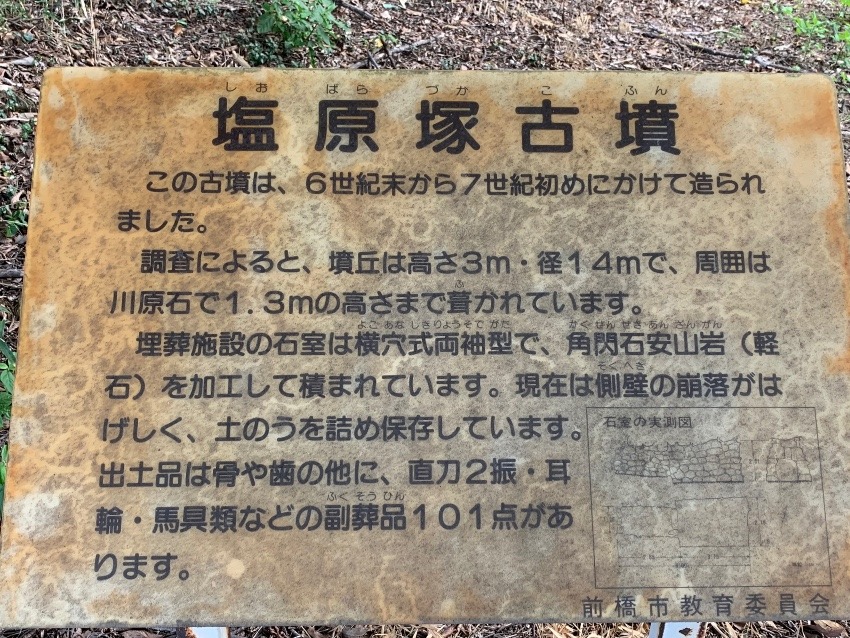 しお ばら づか こ ふん
塩原塚古墳
この古墳は、6世紀末から7世紀初めにかけて造られ
ました。
調査によると、墳丘は高さ3m・径14mで、周囲は
ふ
川原石で1.3mの高さまで葺かれています。
よこ あな しきりょうそで がた かく せん せき あん ざん がん
埋葬施設の石室は横穴式両袖型で、角閃石安山岩（軽
そくへき
石）を加工して積まれています。現在は側壁の崩落がは
げしく、土のうを詰め保存しています。
出土品は骨や歯の他に、直刀2振・耳
ふく そう ひん
輪・馬具類などの副葬品101点があ
ります。
石室の実測図
前橋市教育委員会